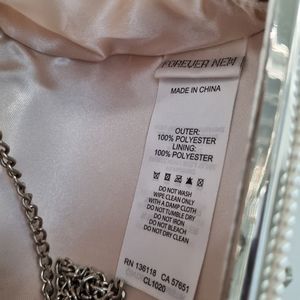 FOREVER NEW
MADE IN CHINA
OUTER:
100% POLYESTER
LINING:
100% POLYESTER
DO NOT WASH
WIPE CLEAN ONLY
WITH A DAMP CLOTH
DO NOT TUMBLE DRY
DO NOT IRON
DO NOT BLEACH
DO NOT DRY CLEAN
RN 136118 CA 57651
CL1020